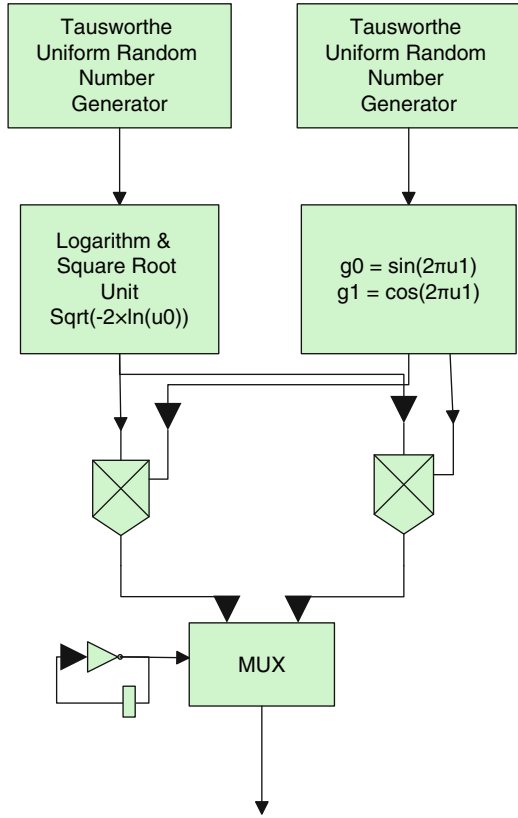 Tausworthe
Uniform Random
Number
Generator
Tausworthe
Uniform Random
Number
Generator
Logarithm &
Square Root
Unit
Sqrt(-2×ln(u0))
g0 = sin(2πu1)
g1 = cos(2πu1)
MUX